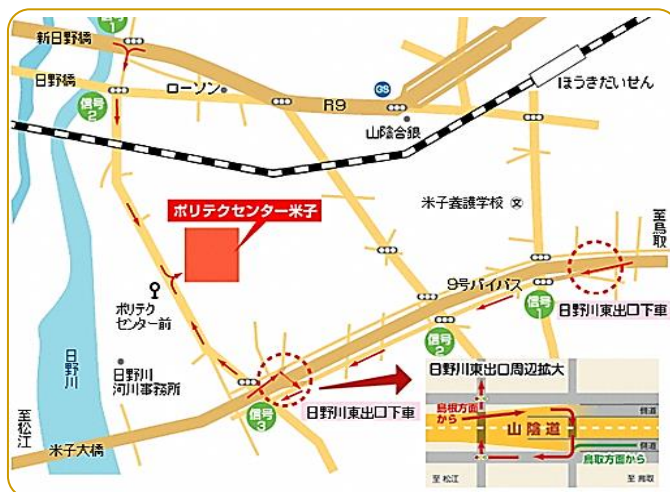 信号
1
新日野橋
日野橋
信号
2
ローソン
R9
GS
山陰合銀
ほうきだいせん
米子養護学校
文
至鳥取
ポリテクセンター米子
9号バイパス
信号
1
日野川東出口下車
信号
2
ポリテク
センター前
日野川
日野川
河川事務所
至松江
米子大橋
信号
3
日野川東出口下車
日野川東出口周辺拡大
島根方面
から
山陰道
側道
側道
鳥取方面から
至 松江
至 鳥取